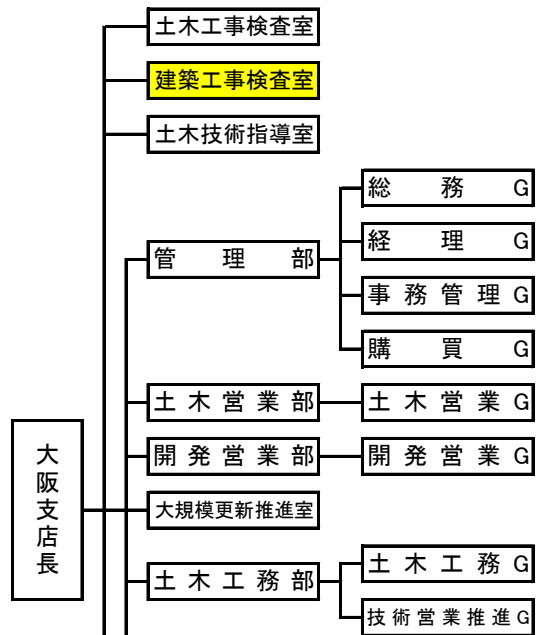 土木工事検査室
建築工事検査室
土木技術指導室
総務G
経理G
管理部
事務管理G
購買G
土木営業部
土木営業G
開発営業部
開発営業G
大阪支店長
大規模更新推進室
土木工務部
土木工務G
技術営業推進G